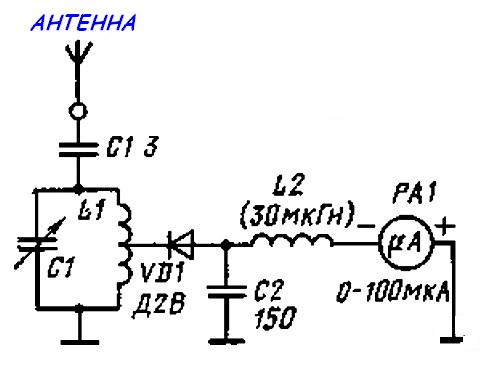 АНТЕННА
C1 3
L1
C1
VD1
Д2В
C2
150
L2
(30мкГн)
PA1
− +
μA
0-100мкА